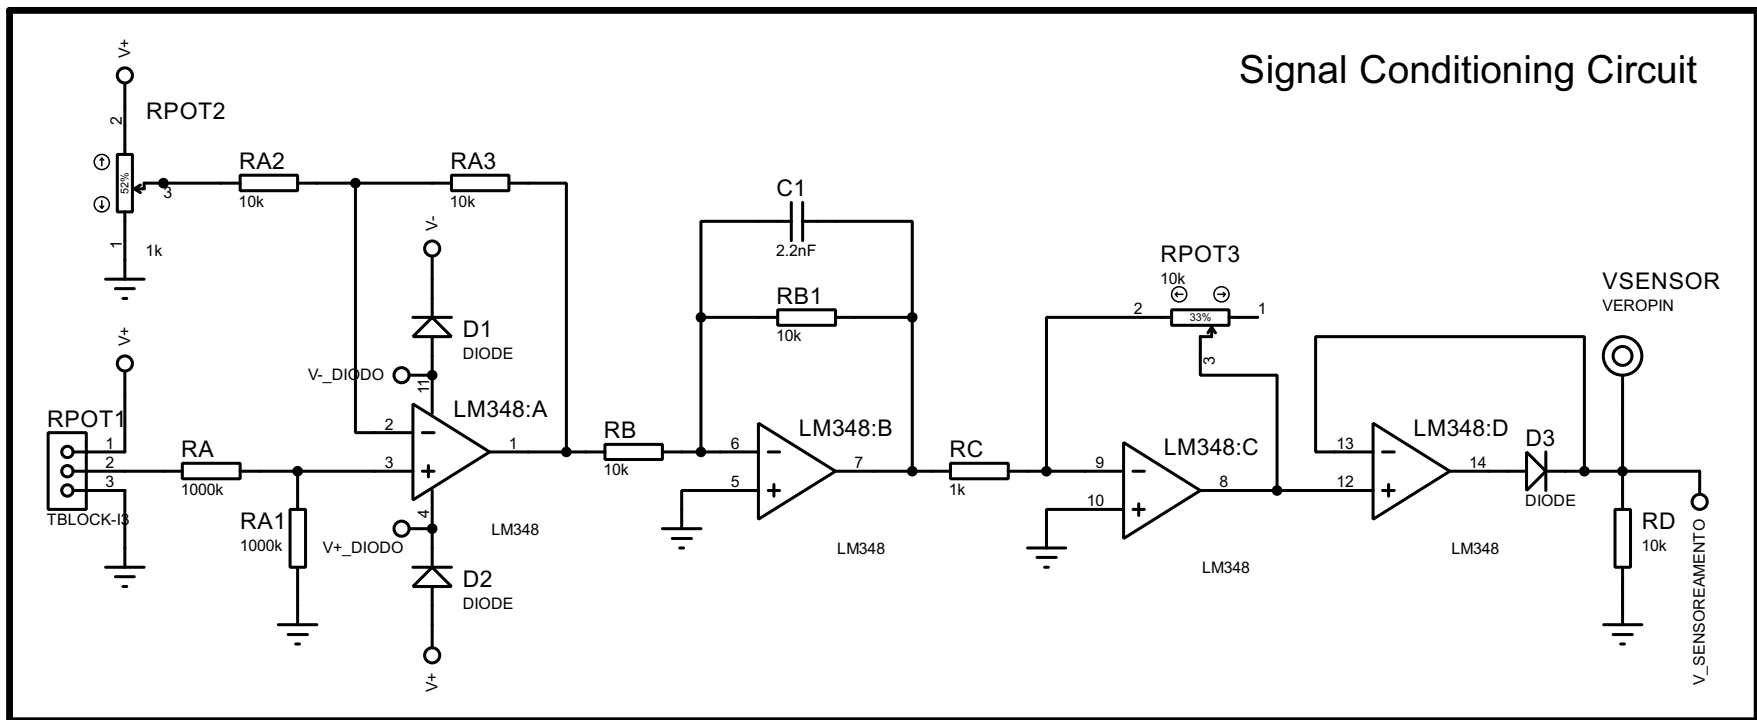 Signal Conditioning Circuit
V+
2
RPOT2
52%
3
1
1k
RA2
10k
RA3
10k
V-
D1
DIODE
V-_DIODO
11
LM348:A
2
3
1
4
V+_DIODO
LM348
D2
DIODE
V+
V+
RPOT1
1
2
3
TBLOCK-I3
RA
1000k
RA1
1000k
RB
10k
C1
2.2nF
RB1
10k
LM348:B
6
5
7
LM348
RC
1k
RPOT3
10k
2
33%
1
3
LM348:C
9
10
8
LM348
LM348:D
13
12
14
LM348
D3
DIODE
VSENSOR
VEROPIN
RD
10k
V_SENSOREAMENTO